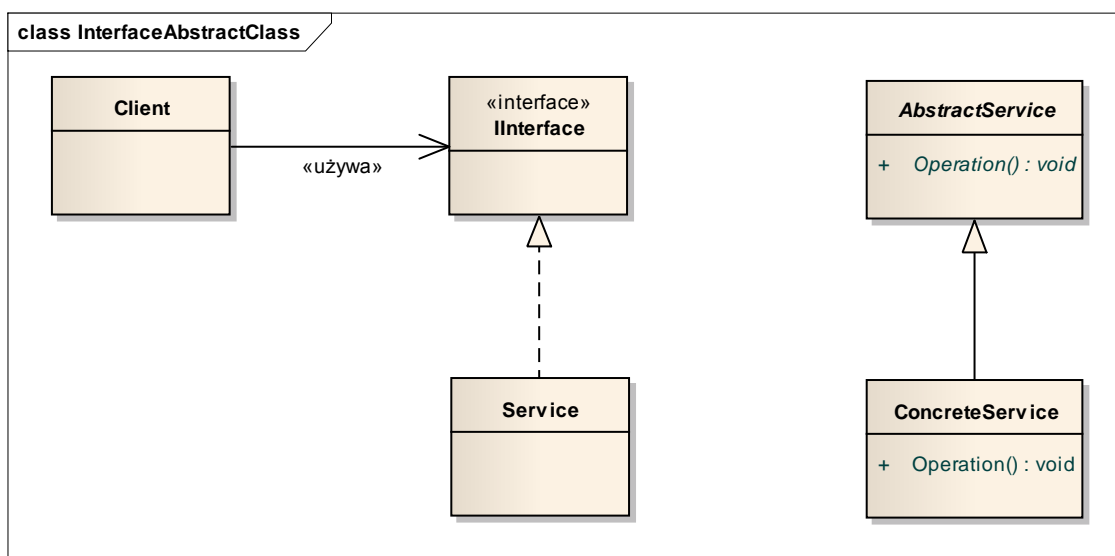 class InterfaceAbstractClass
Client
«interface»
IInterface
«używa»
AbstractService
+ Operation() : void
Service
ConcreteService
+ Operation() : void